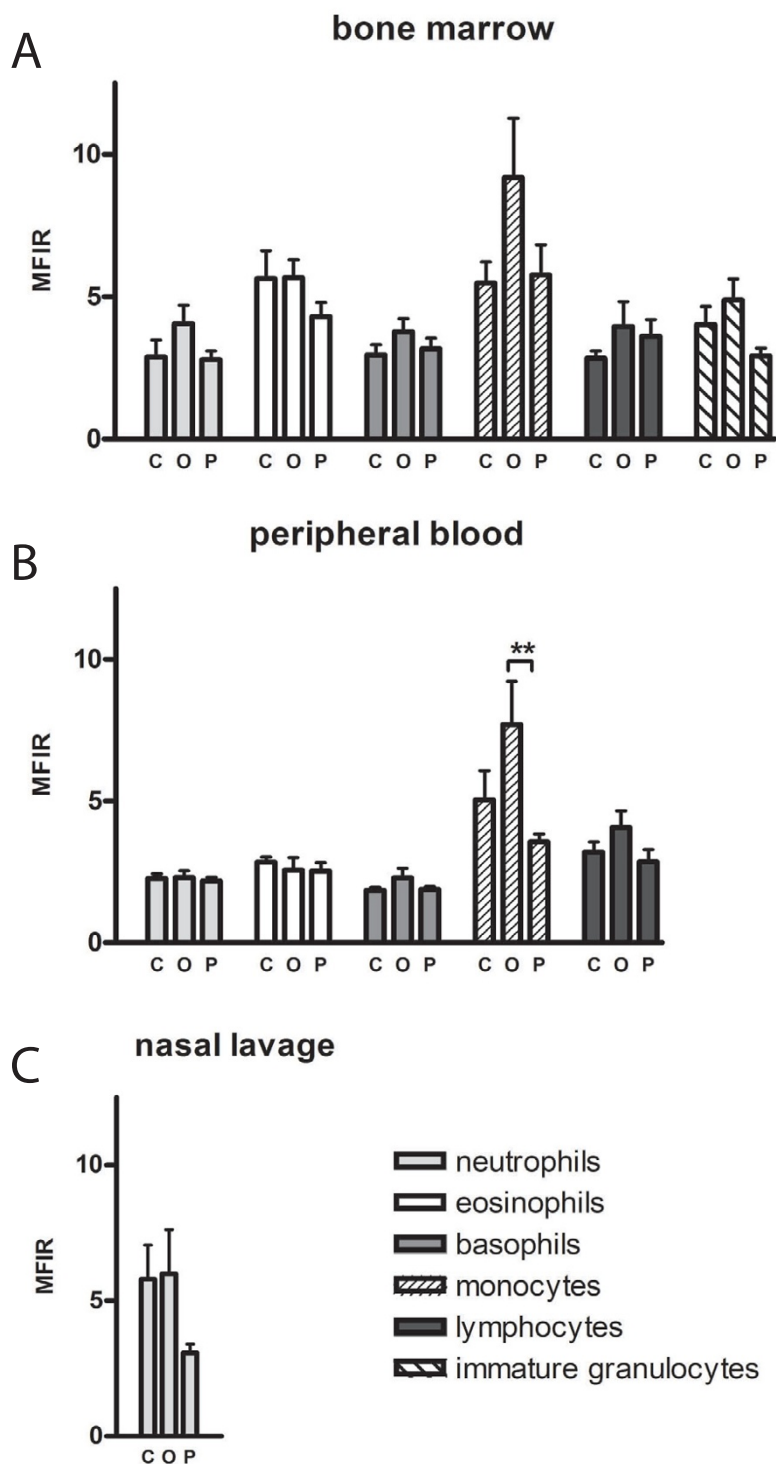 A
bone marrow
10
MFIR
5
0
C O P C O P C O P C O P C O P C O P
peripheral blood
B
10
**
MFIR
5
0
C O P C O P C O P C O P C O P
nasal lavage
C
10
MFIR
5
0
C O P
neutrophils
eosinophils
basophils
monocytes
lymphocytes
immature granulocytes